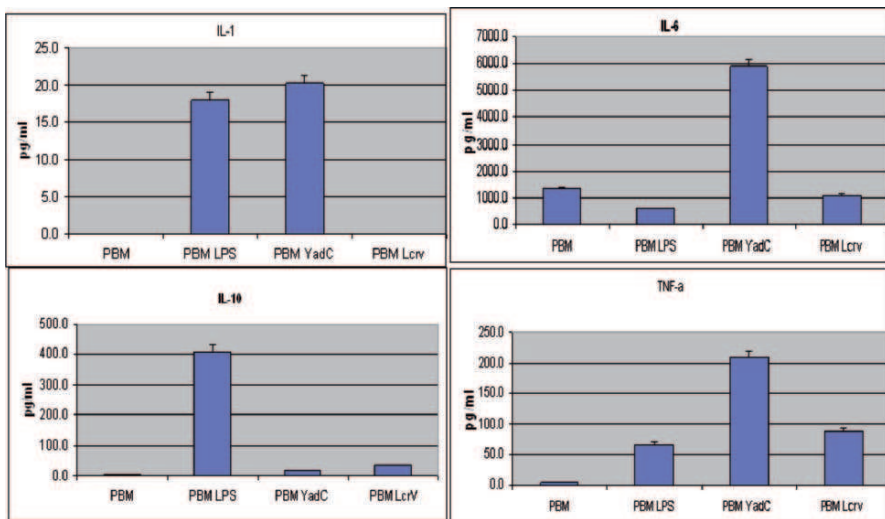 IL-1
25.0
20.0
15.0
10.0
5.0
0.0
pg/ml
PBM PBM LPS PBM YadC PBM Lcrv
IL-6
7000.0
6000.0
5000.0
4000.0
3000.0
2000.0
1000.0
0.0
pg/ml
PBM PBM LPS PBM YadC PBM Lcrv
IL-10
500.0
400.0
300.0
200.0
100.0
0.0
pg/ml
PBM PBM LPS PBM YadC PBM LcrV
TNF-a
250.0
200.0
150.0
100.0
50.0
0.0
pg/ml
PBM PBM LPS PBM YadC PBM Lcrv